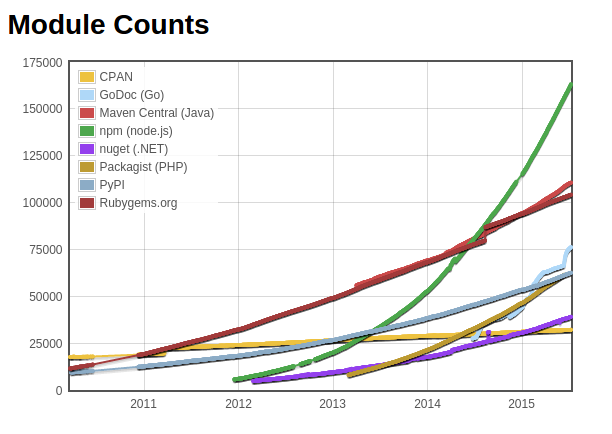 Module Counts
175000
150000
125000
100000
75000
50000
25000
0
CPAN
GoDoc (Go)
Maven Central (Java)
npm (node.js)
nuget (.NET)
Packagist (PHP)
PyPI
Rubygems.org
2011
2012
2013
2014
2015